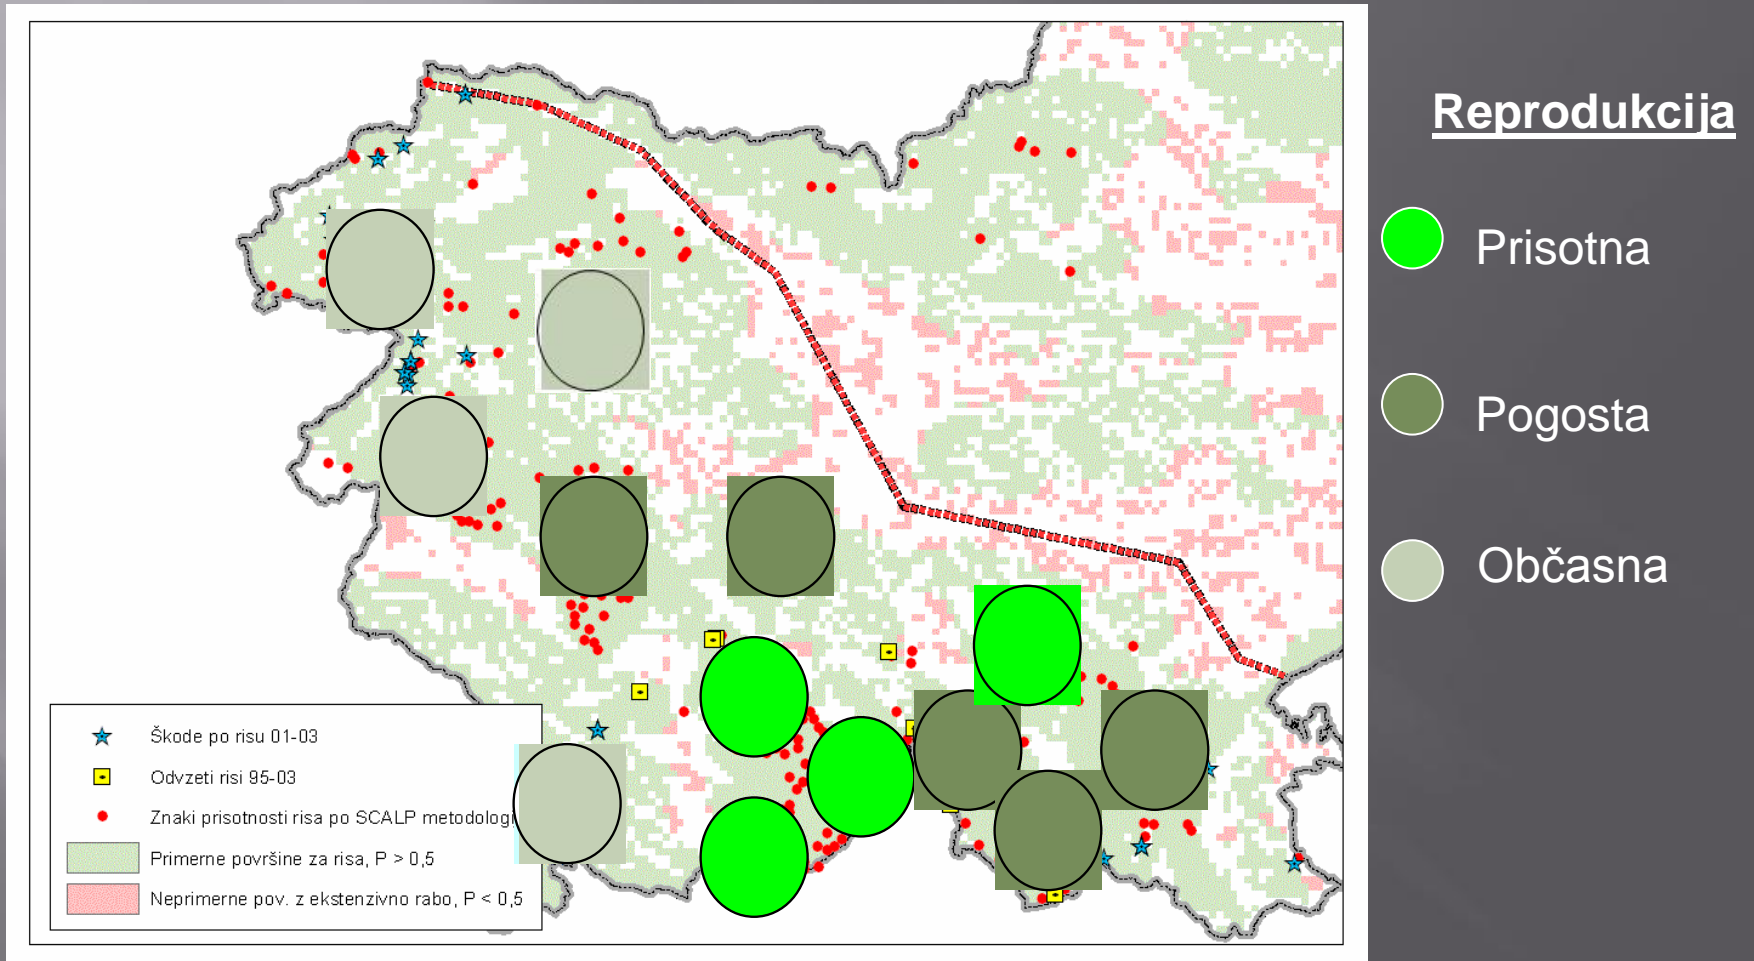 Reprodukcija
Prisotna
Pogosta
Občasna
Škode po risu 01-03
Odvzeti risi 95-03
Znaki prisotnosti risa po SCALP metodologi
Primerne površine za risa, P > 0,5
Neprimerne pov. z ekstenzivno rabo, P < 0,5